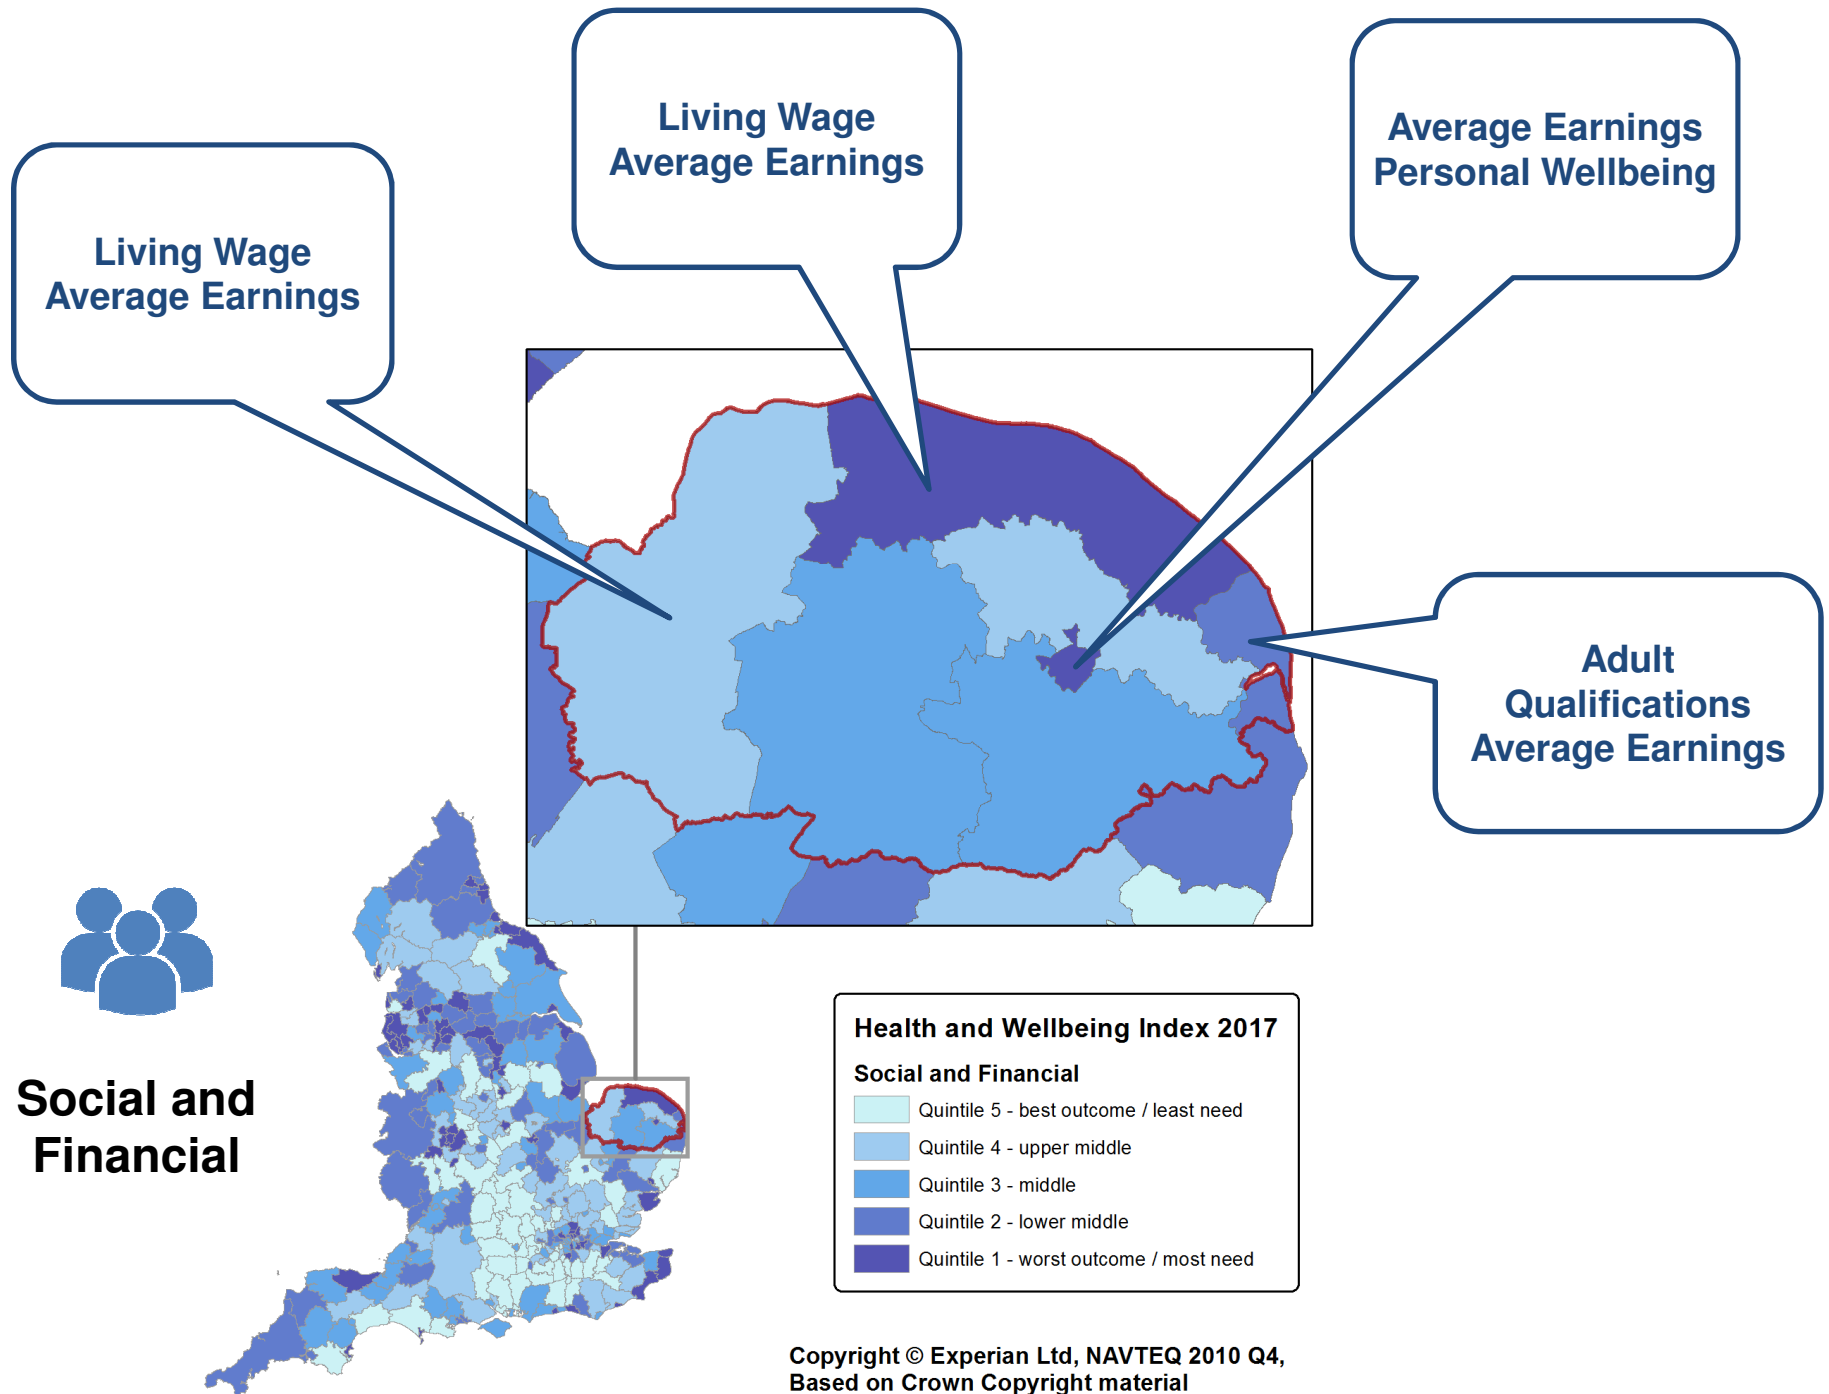 Living Wage
Average Earnings
Average Earnings
Personal Wellbeing
Living Wage
Average Earnings
Adult
Qualifications
Average Earnings
Social and
Financial
Health and Wellbeing Index 2017
Social and Financial
Quintile 5 - best outcome / least need
Quintile 4 - upper middle
Quintile 3 - middle
Quintile 2 - lower middle
Quintile 1 - worst outcome / most need
Copyright © Experian Ltd, NAVTEQ 2010 Q4,
Based on Crown Copyright material